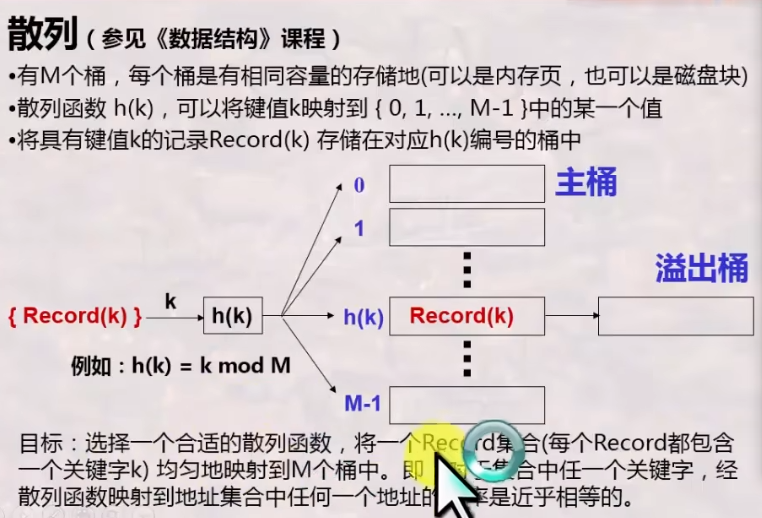 散列 ( 参见《数据结构》课程 )
•有M个桶，每个桶是有相同容量的存储地(可以是内存页，也可以是磁盘块)
•散列函数 h(k)，可以将键值k映射到 { 0, 1, ..., M-1 }中的某一个值
•将具有键值k的记录Record(k) 存储在对应h(k)编号的桶中
0 主桶
1
溢出桶
{ Record(k) } k h(k) h(k) Record(k)
例如：h(k) = k mod M
M-1
目标：选择一个合适的散列函数，将一个Record集合(每个Record都包含
一个关键字k) 均匀地映射到M个桶中。即 集合中任一个关键字，经
散列函数映射到地址集合中任何一个地址的 率是近乎相等的。